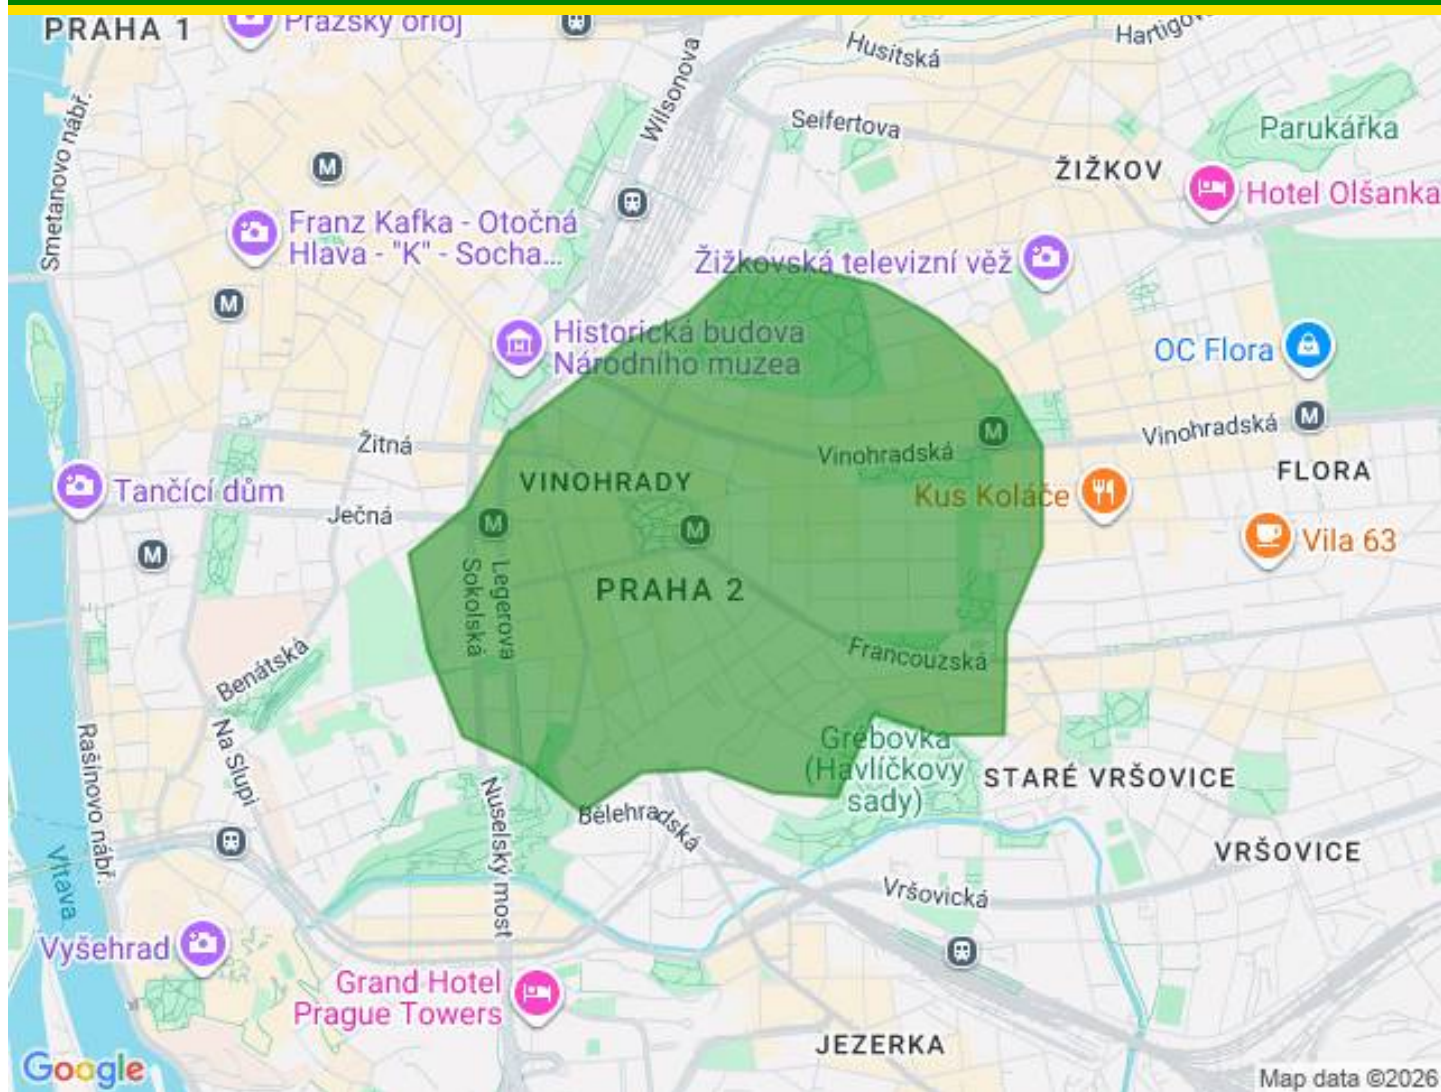 PRAHA 1
Pražský orloj
Hartigov
Husitská
Wilsonova
Smetanovo nábř.
Seifertova
Parukářka
ŽIŽKOV
Hotel Olšanka
Franz Kafka - Otočná
Hlava - "K" - Socha...
Žižkovská televizní věž
Historická budova
Národního muzea
OC Flora
Žitná
Vinohradská
Vinohradská
FLORA
VINOHRADY
Tančící dům
Ječná
Kus Koláče
Vila 63
PRAHA 2
Sokolská
Legerova
Francouzská
Benátská
Na Slupi
Rašínovo nábř.
Grébovka
(Havlíčkovy
sady)
STARÉ VRŠOVICE
Nuselský most
Bělehradská
VRŠOVICE
Vltava
Vršovická
Vyšehrad
Grand Hotel
Prague Towers
JEZERKA
Google
Map data ©2026